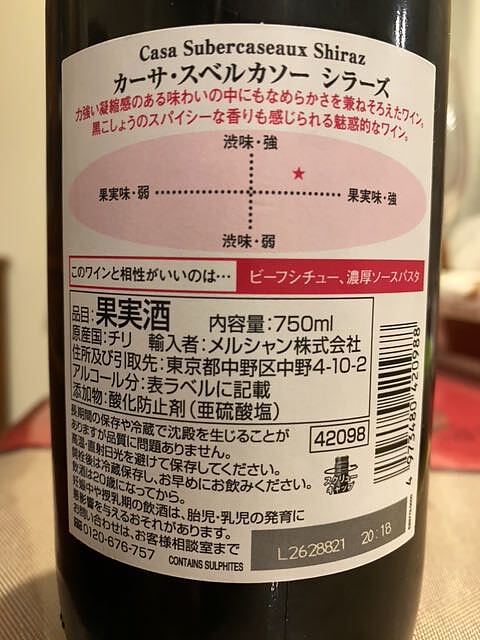 Casa Subercaseaux Shiraz
カーサ・スベルカソー シラーズ
力強い凝縮感のある味わいの中にもなめらかさを兼ねそろえたワイン。
黒こしょうのスパイシーな香りも感じられる魅惑的なワイン。
渋味・強
果実味・弱
果実味・強
渋味・弱
このワインと相性がいいのは…
ビーフシチュー、濃厚ソースパスタ
品目:果実酒 内容量:750ml
原産国:チリ 輸入者:メルシャン株式会社
住所及び引取先:東京都中野区中野4-10-2
アルコール分:表ラベルに記載
添加物:酸化防止剤(亜硫酸塩)
長期間の保存や冷蔵で沈殿を生じることが
ありますが品質に問題ありません。
高温・直射日光を避けて保存してください。
開栓後は冷蔵保存し、お早めにお飲みください。
飲酒は20歳になってから。
妊娠中や授乳期の飲酒は、胎児・乳児の発育に
悪影響を与えるおそれがあります。
お問い合わせは、お客様相談室まで
0120-676-757
CONTAINS SULPHITES
42098
スクリュー
キャップ
4 973480 420988
L2628821 20:18